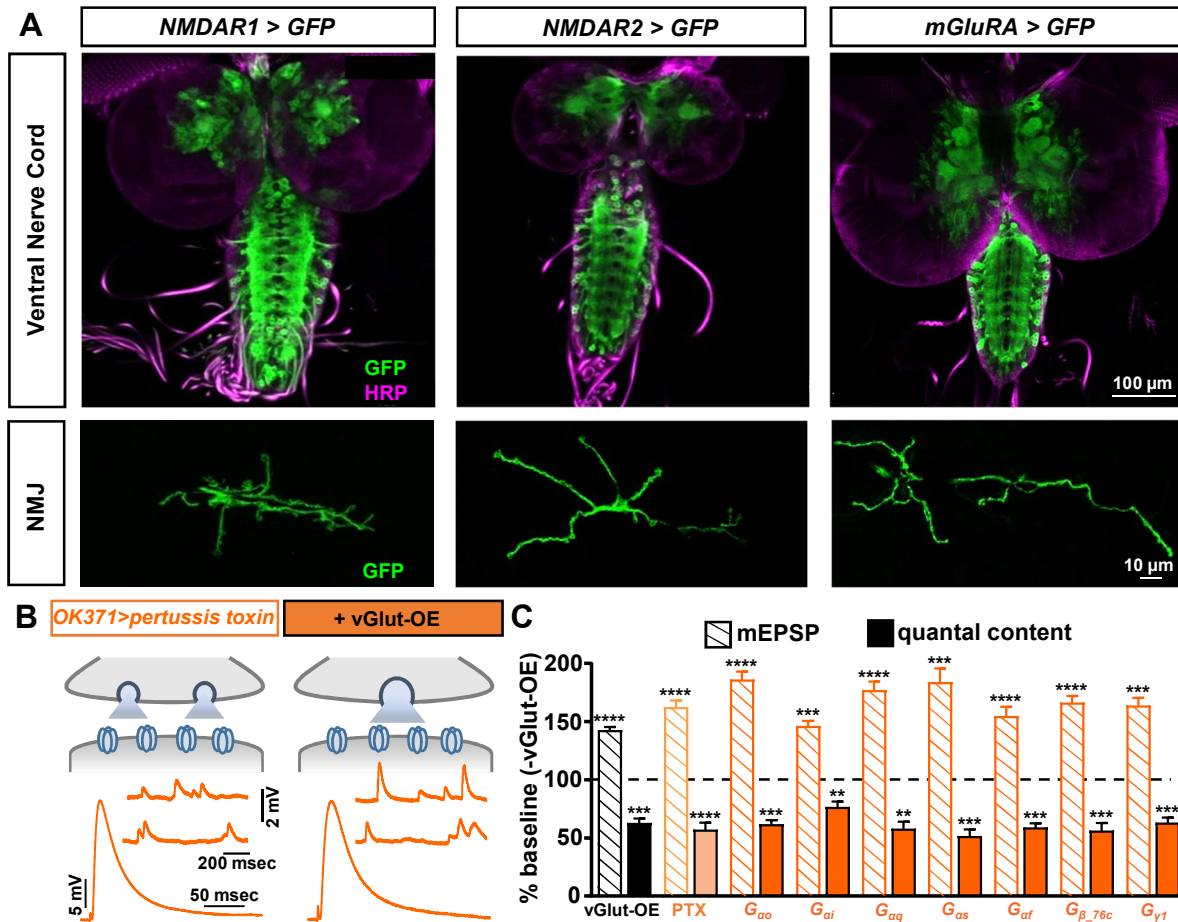 A
NMDAR1 > GFP
NMDAR2 > GFP
mGluRA > GFP
Ventral Nerve Cord
GFP
HRP
100 µm
NMJ
GFP
10 µm
B
OK371>pertussis toxin
+ vGlut-OE
2 mV
200 msec
5 mV
50 msec
C
mEPSP
quantal content
% baseline (-vGlut-OE)
200
150
100
50
0
**** *** **** **** **** *** **** ** **** ** *** *** **** *** **** *** *** ***
vGlut-OE PTX Gαo Gαi Gαq Gαs Gαf Gβ_76c Gγ1